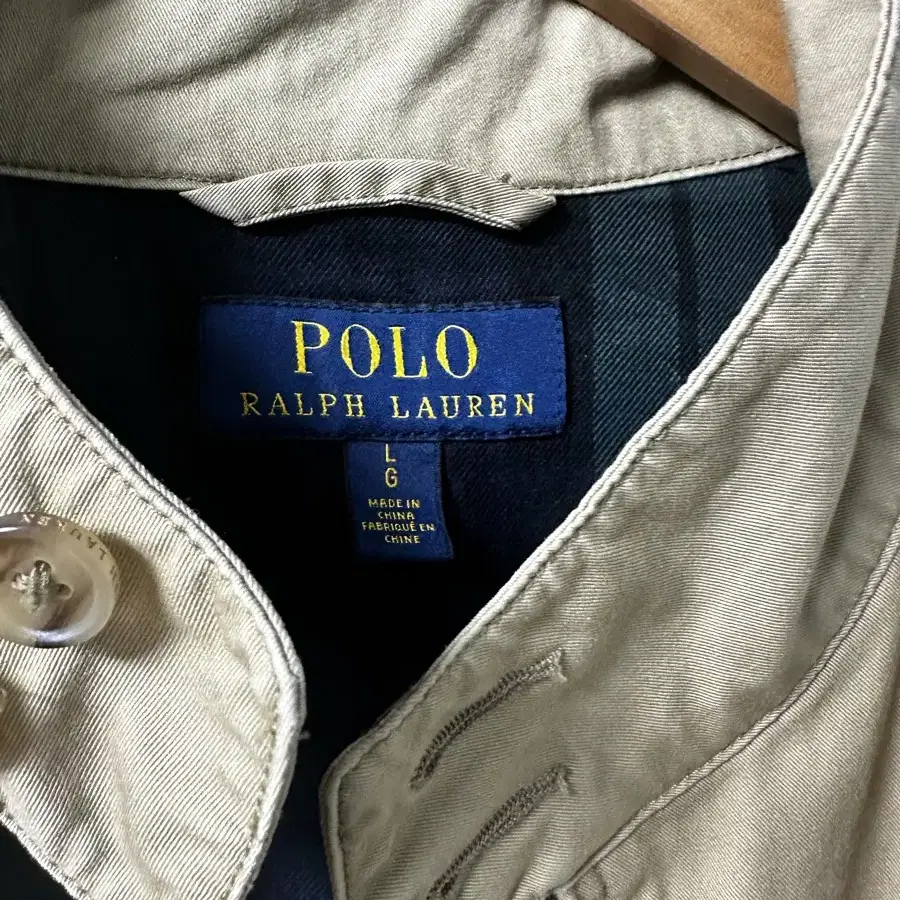 POLO
RALPH LAUREN
L
G
MADE IN
CHINA
FABRIQUÉ EN
CHINE